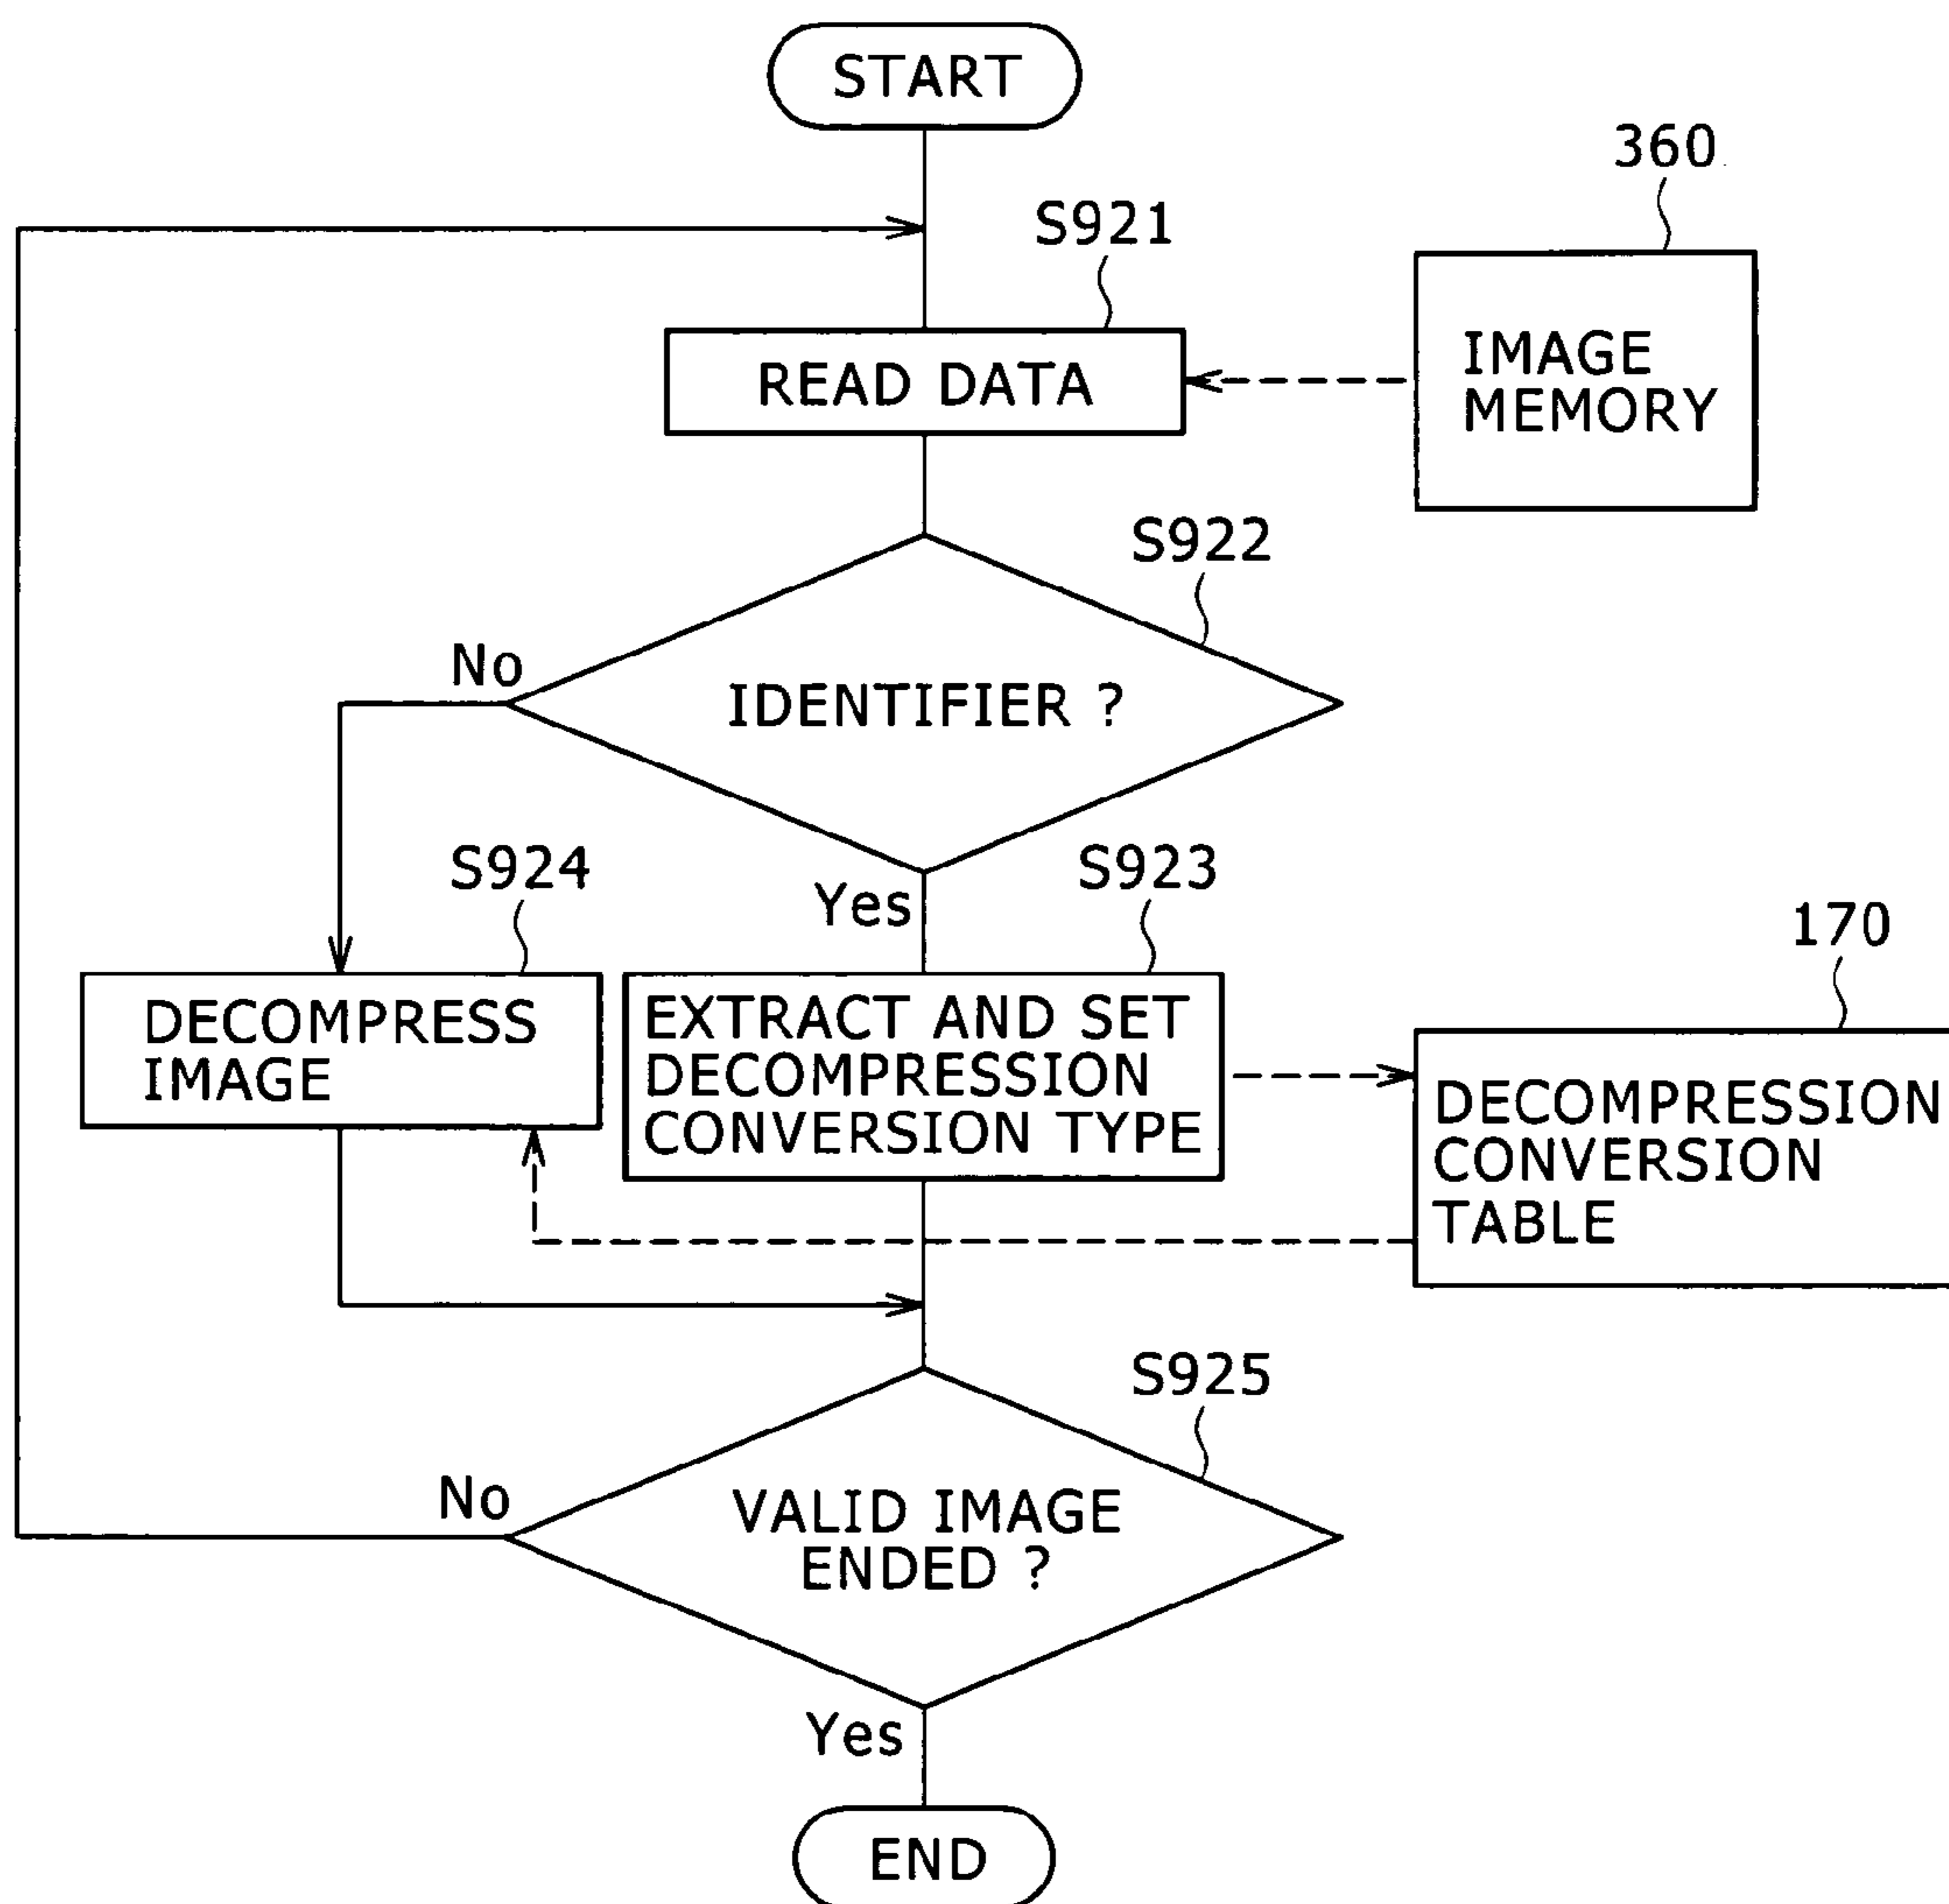 START
360
S921
READ DATA
IMAGE
MEMORY
S922
No
IDENTIFIER ?
Yes
S924
S923
170
DECOMPRESS
IMAGE
EXTRACT AND SET
DECOMPRESSION
CONVERSION TYPE
DECOMPRESSION
CONVERSION
TABLE
S925
No
VALID IMAGE
ENDED ?
Yes
END